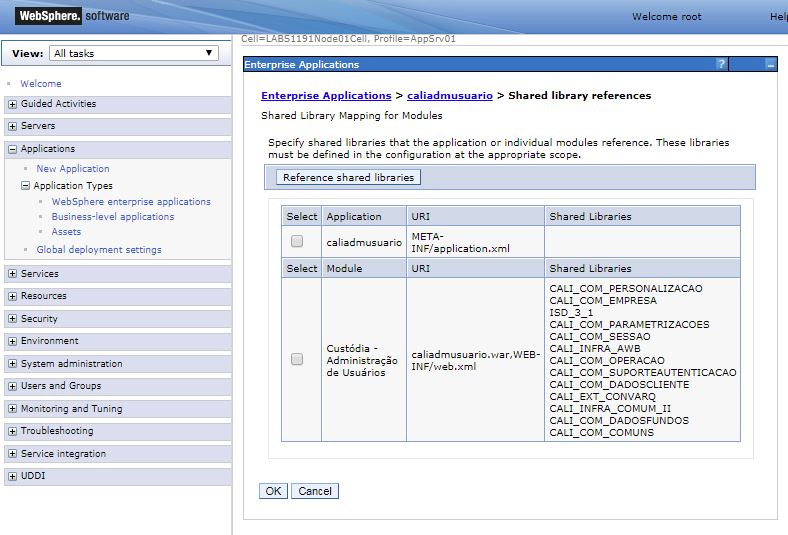 WebSphere. software
Welcome root
Help
Cell=LABS1191Node01Cell, Profile=AppSrv01
View: All tasks
Welcome
Guided Activities
Servers
Applications
New Application
Application Types
WebSphere enterprise applications
Business-level applications
Assets
Global deployment settings
Services
Resources
Security
Environment
System administration
Users and Groups
Monitoring and Tuning
Troubleshooting
Service integration
UDDI
Enterprise Applications
?
Enterprise Applications > caliadmusuario > Shared library references
Shared Library Mapping for Modules
Specify shared libraries that the application or individual modules reference. These libraries
must be defined in the configuration at the appropriate scope.
Reference shared libraries
Select Application URI Shared Libraries
caliadmusuario META-
INF/application.xml
Select Module URI Shared Libraries
Custódia -
Administração
de Usuários
caliadmusuario.war,WEB-
INF/web.xml
CALI_COM_PERSONALIZACAO
CALI_COM_EMPRESA
ISD_3_1
CALI_COM_PARAMETRIZACOES
CALI_COM_SESSAO
CALI_INFRA_AWB
CALI_COM_OPERACAO
CALI_COM_SUPORTEAUTENTICACAO
CALI_COM_DADOSCLIENTE
CALI_EXT_CONVARQ
CALI_INFRA_COMUM_II
CALI_COM_DADOSFUNDOS
CALI_COM_COMUNS
OK Cancel